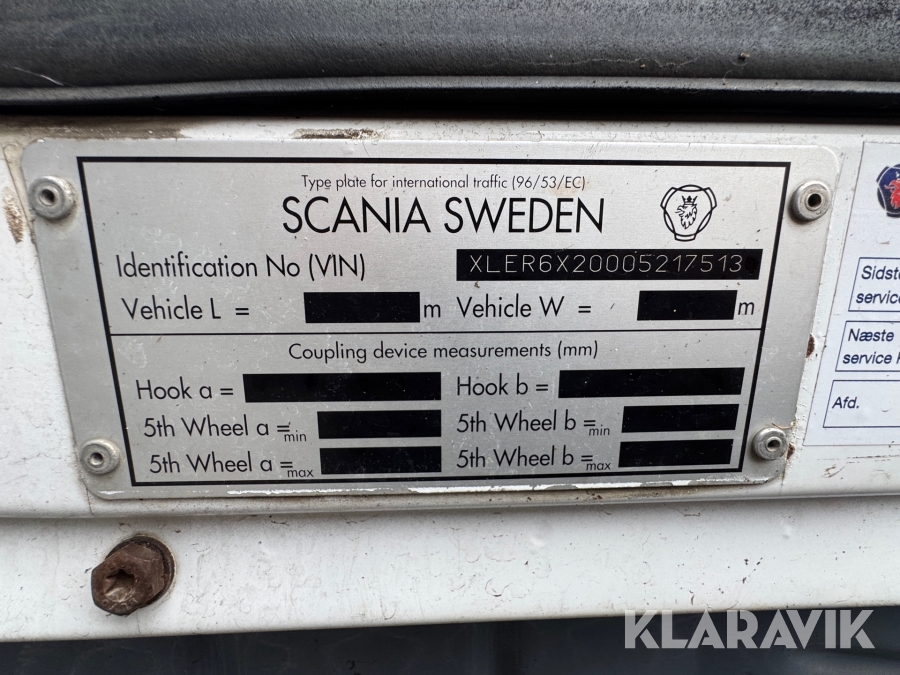 Type plate for international traffic (96/53/EC)
SCANIA SWEDEN
Identification No (VIN) XLER6X20005217513
Vehicle L = m Vehicle W = m
Coupling device measurements (mm)
Hook a = Hook b =
5th Wheel a = min 5th Wheel b = min
5th Wheel a = max 5th Wheel b = max
service
Næste
service
Afd.
KLARAVIK